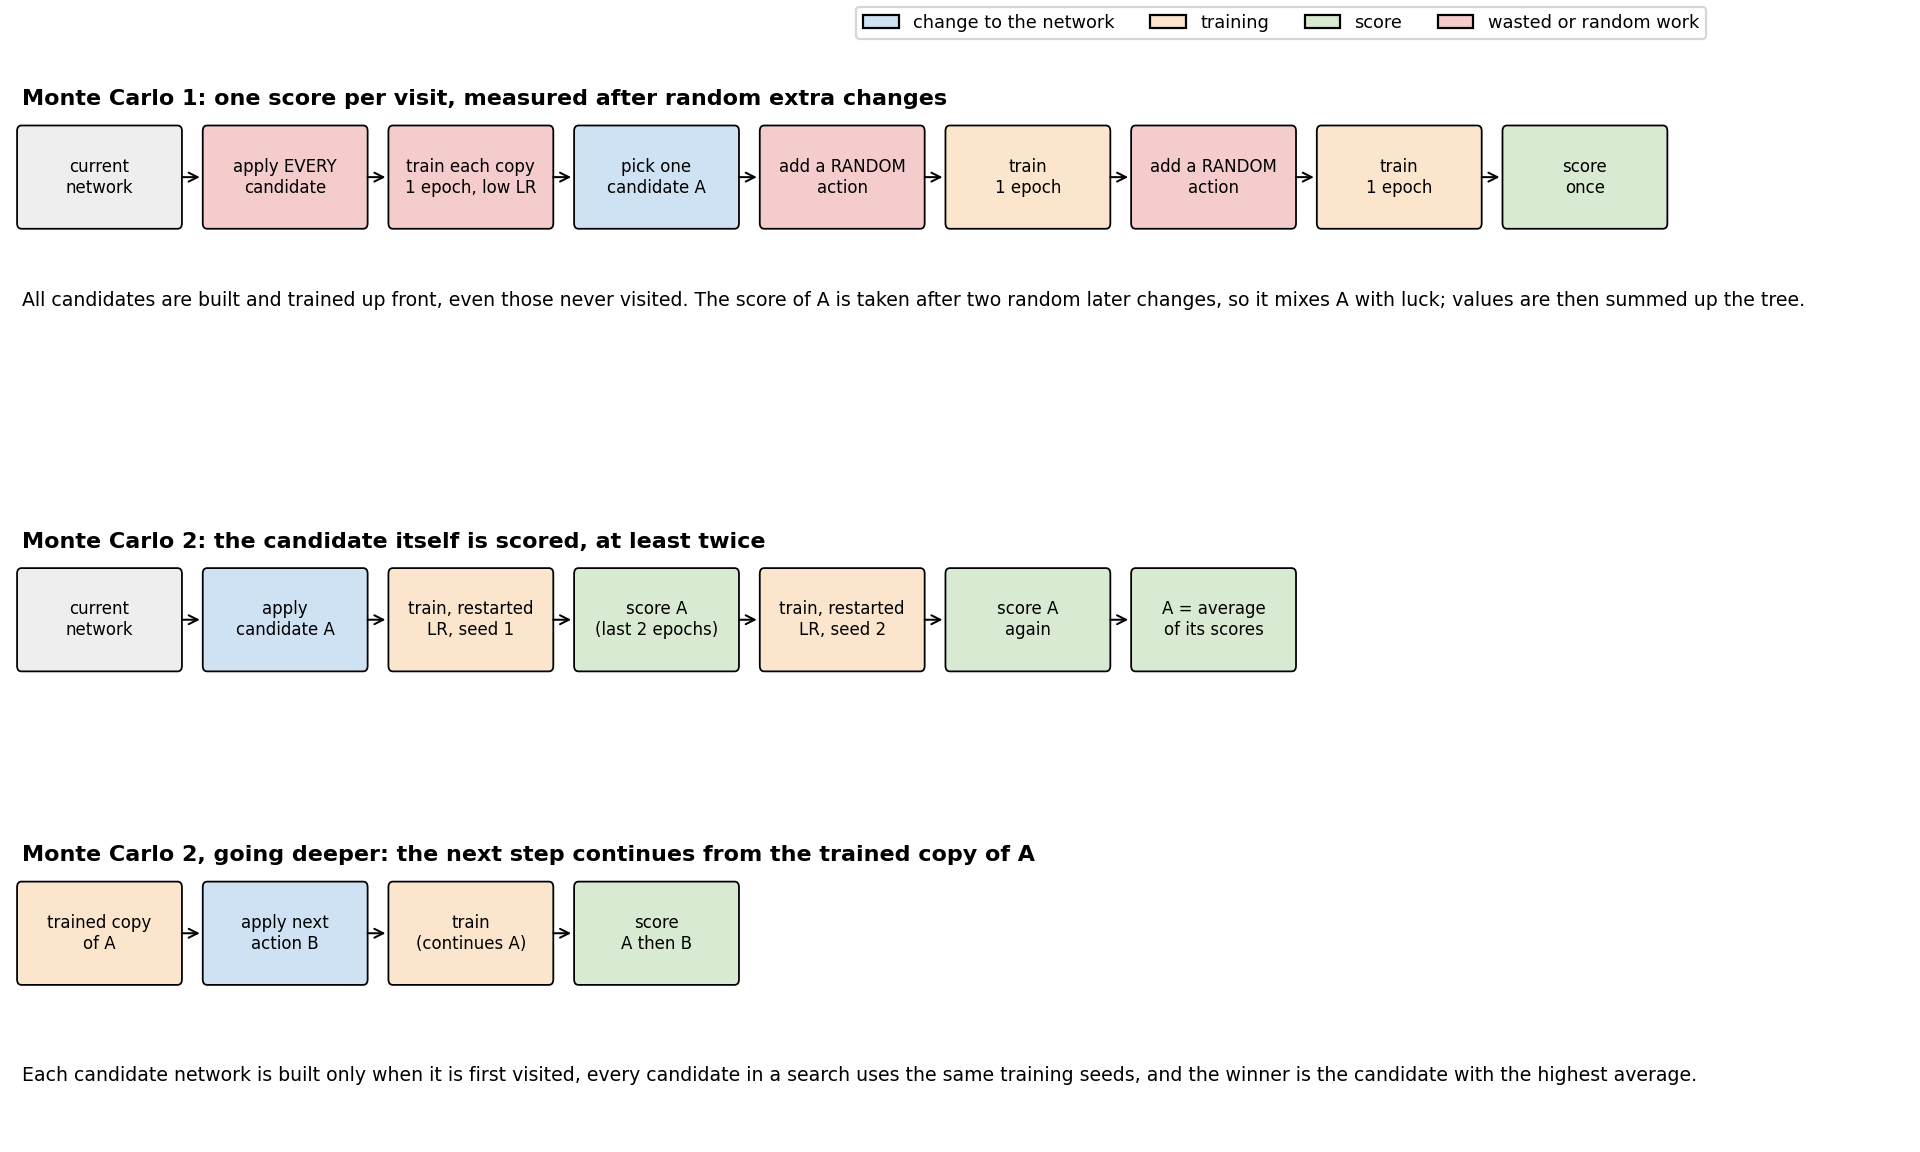 change to the network
training
score
wasted or random work
Monte Carlo 1: one score per visit, measured after random extra changes
current
network
apply EVERY
candidate
train each copy
1 epoch, low LR
pick one
candidate A
add a RANDOM
action
train
1 epoch
add a RANDOM
action
train
1 epoch
score
once
All candidates are built and trained up front, even those never visited. The score of A is taken after two random later changes, so it mixes A with luck; values are then summed up the tree.
Monte Carlo 2: the candidate itself is scored, at least twice
current
network
apply
candidate A
train, restarted
LR, seed 1
score A
(last 2 epochs)
train, restarted
LR, seed 2
score A
again
A = average
of its scores
Monte Carlo 2, going deeper: the next step continues from the trained copy of A
trained copy
of A
apply next
action B
train
(continues A)
score
A then B
Each candidate network is built only when it is first visited, every candidate in a search uses the same training seeds, and the winner is the candidate with the highest average.